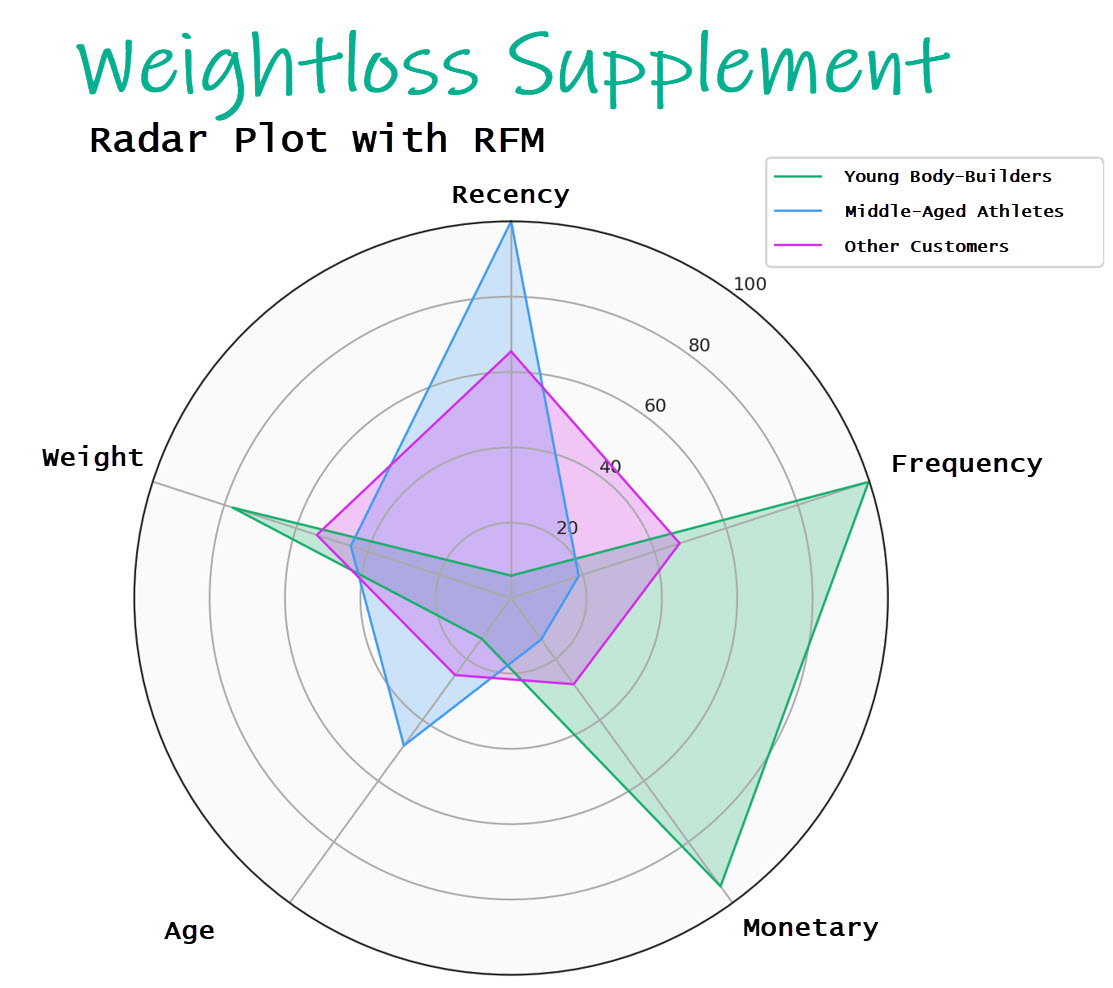 Weightloss Supplement
Radar Plot with RFM
Young Body-Builders
Middle-Aged Athletes
Other Customers
Recency
100
80
60
40
20
Weight
Frequency
Age
Monetary